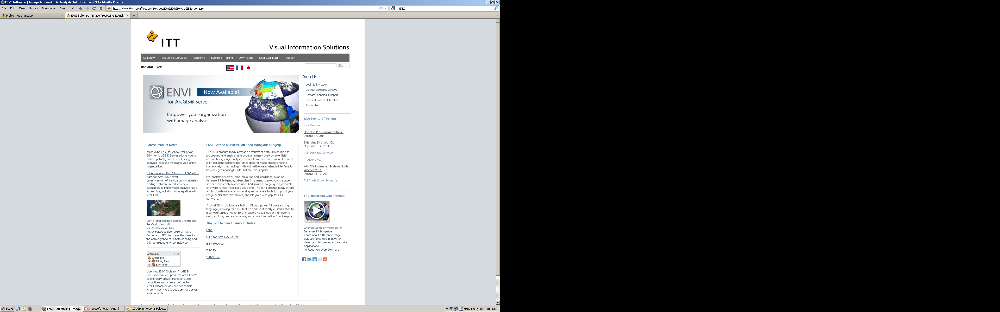 ENVI Software | Image Processing & Analysis Solutions from ITT - Mozilla Firefox
File Edit View History Bookmarks Tools Help
http://www.ittvis.com/ProductsServices/ENVI/ENVIforArcGISServer.aspx
ENVI
Problem loading page
ENVI Software | Image Processing & Anal...
ITT
Visual Information Solutions
Company Products & Services Academic Events & Training Downloads User Community Support
Register, Login
Search
ENVI
Now Available!
for ArcGIS® Server
Empower your organization
with image analysis.
Latest Product News
Introducing ENVI for ArcGIS® Server!
ENVI for ArcGIS® Server allows you to
author, publish, and distribute image
analysis tools and models to your entire
organization.
ITT Announces the Release of ENVI 4.8 &
ENVI for ArcGIS® Server
Latest version of the company's industry-
leading software introduces new
capabilities to make image analysis more
accessible, including full integration with
ArcGIS®.
Converging Technologies to Understand
the World Around Us
– GeoConnexion UK -
November/December 2010 Dr. Clive
Farquhar of ITT discusses the benefits of
the convergence of remote sensing and
GIS techniques and technologies.
ArcToolbox
ArcToolbox
Editing Tools
ENVI Tools
Licensing ENVI Tools for ArcGIS®
The ENVI family of products offer ENVI's
scientifically proven image analysis
capabilities as discrete tools in the
ArcGIS® toolbox and are accessible
directly from ArcGIS desktop and server
environments.
ENVI. Get the answers you need from your imagery.
The ENVI product family provides a variety of software solution for
processing and analyzing geospatial imagery used by scientists,
researchers, image analysts, and GIS professionals around the world.
ENVI solutions combine the latest spectral image processing and
image analysis technology with an intuitive, user-friendly interface to
help you get meaningful information from imagery.
Professionals from diverse industries and disciplines, such as
defense & intelligence, urban planning, mining, geology, and space
science, and earth science use ENVI solutions to get quick, accurate
answers to help them make decisions. The ENVI product family offers
a robust suite of image processing and analysis tools to support your
image exploitation workflows, and integrate with popular GIS
software.
And, all ENVI solutions are built on IDL, our powerful programming
language, allowing for easy feature and functionality customization to
meet your unique needs. ENVI products make it easier than ever to
read, explore, prepare, analyze, and share information from imagery.
The ENVI Product Family Includes:
ENVI
ENVI for ArcGIS® Server
ENVI Modules
ENVI EX
SARScape
Quick Links
Login to ittvis.com
Contact a Representative
Contact Technical Support
Request Product Literature
Subscribe
Live Events & Training
Live Seminars:
Scientific Programming with IDL
August 17, 2011
Extending ENVI with IDL
September 14, 2011
Full Seminars Schedule
Tradeshows:
AUVSI's Unmanned Systems North
America 2011
August 16-19, 2011
Full Trade Show Schedule
ENVI Recorded Web Seminar
Change Detection Methods for
Defense & Intelligence
Learn about different change
detection methods in ENVI for
defense, intelligence, and security
applications.
All Recorded Web Seminars
Start
ENVI Software | Imag...
Microsoft PowerPoint - [...
CIPAIR in Personal Folde...
Mon, 1 Aug 2011 10:25:18